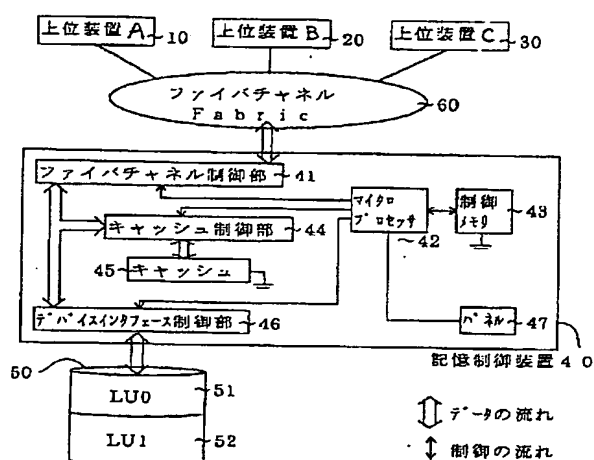 上位装置A 10
上位装置B 20
上位装置C 30
ファイバチャネル
Fabric 60
ファイバチャネル制御部 41
マイクロ
プロセッサ 42
制御
メモリ 43
キャッシュ制御部 44
45 キャッシュ
デバイスインタフェース制御部 46
パネル 47
記憶制御装置40
50
LU0 51
LU1 52
データの流れ
制御の流れ